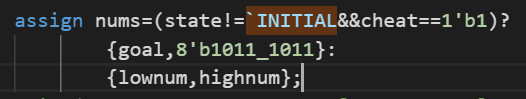 assign nums=(state!=`INITIAL&&cheat==1'b1)?
{goal,8'b1011_1011}:
{lownum,highnum};